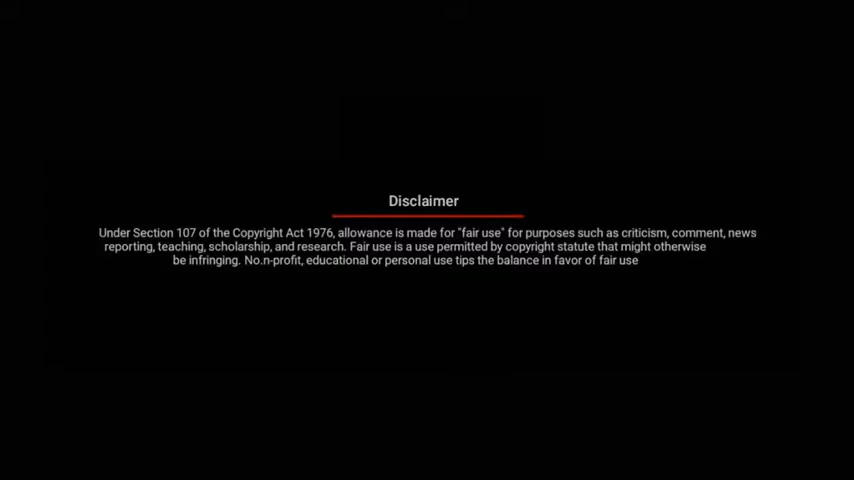 Disclaimer
Under Section 107 of the Copyright Act 1976, allowance is made for "fair use" for purposes such as criticism, comment, news
reporting, teaching, scholarship, and research. Fair use is a use permitted by copyright statute that might otherwise
be infringing. No.n-profit, educational or personal use tips the balance in favor of fair use